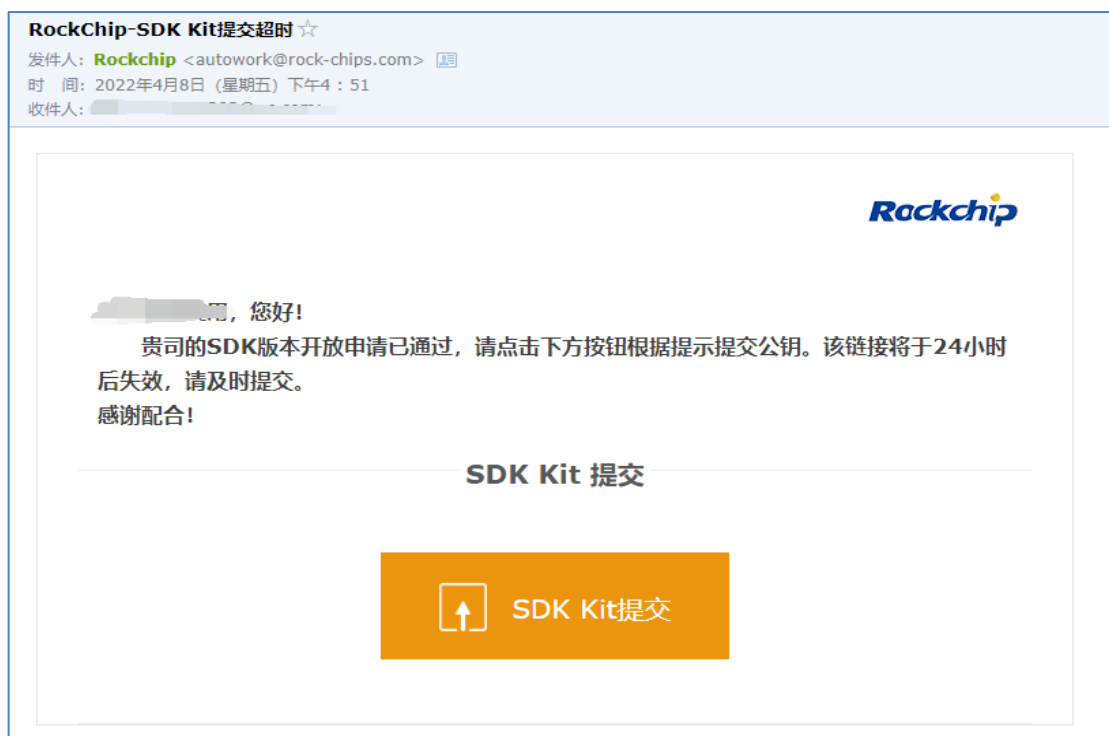 RockChip-SDK Kit提交超时
发件人：Rockchip <autowork@rock-chips.com>
时 间：2022年4月8日 (星期五) 下午4：51
收件人：
Rockchip
，您好！
贵司的SDK版本开放申请已通过，请点击下方按钮根据提示提交公钥。该链接将于24小时
后失效，请及时提交。
感谢配合！
SDK Kit 提交
SDK Kit提交